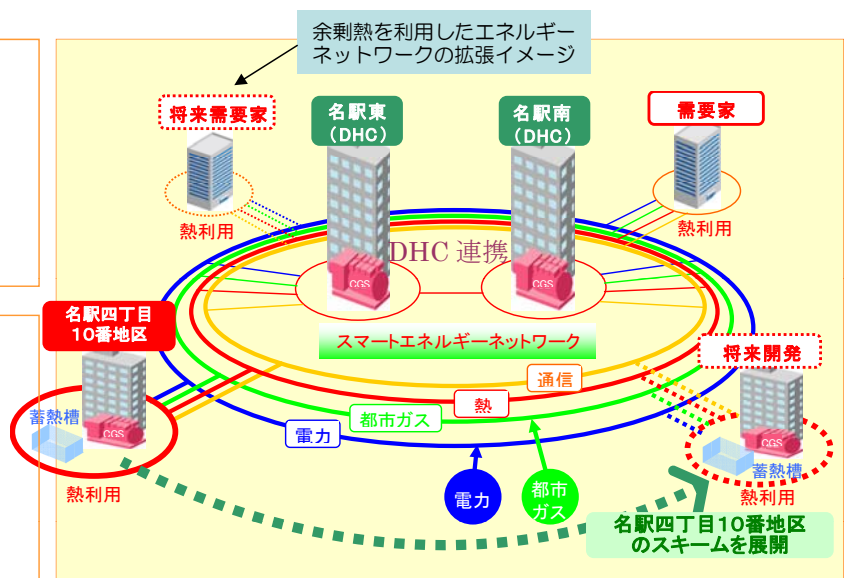 余剰熱を利用したエネルギー
ネットワークの拡張イメージ
将来需要家
名駅東
（DHC）
名駅南
（DHC）
需要家
熱利用
熱利用
DHC 連携
CGS
CGS
名駅四丁目
１０番地区
スマートエネルギーネットワーク
将来開発
通信
熱
都市ガス
電力
蓄熱槽
CGS
熱利用
CGS
蓄熱槽
熱利用
電力
都市
ガス
名駅四丁目１０番地区
のスキームを展開